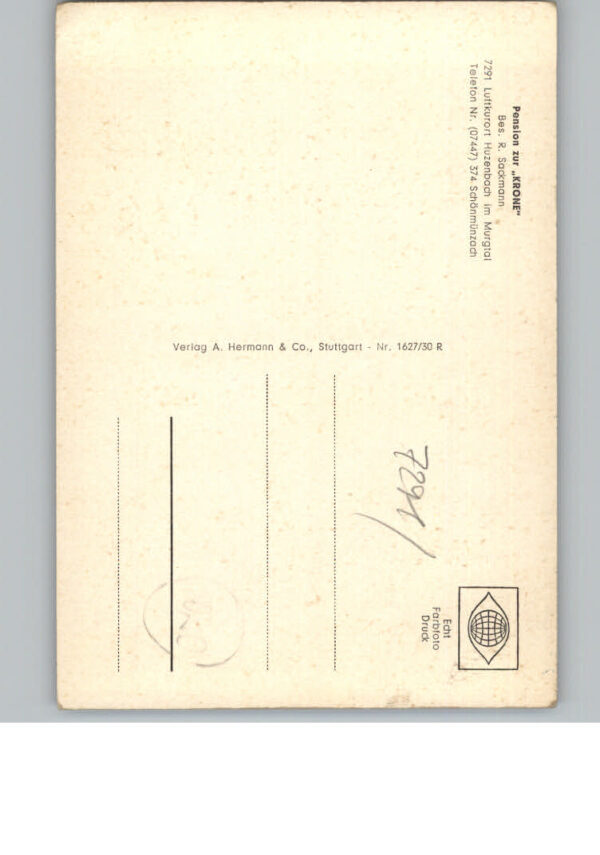 Pension zur „KRONE"
Bes. R. Sackmann
7291 Luftkurort Huzenbach im Murgtal
Telefon Nr. (07447) 374 Schönmünzach
Verlag A. Hermann & Co., Stuttgart - Nr. 1627/30 R
7291/
Echt
Farbfoto
Druck